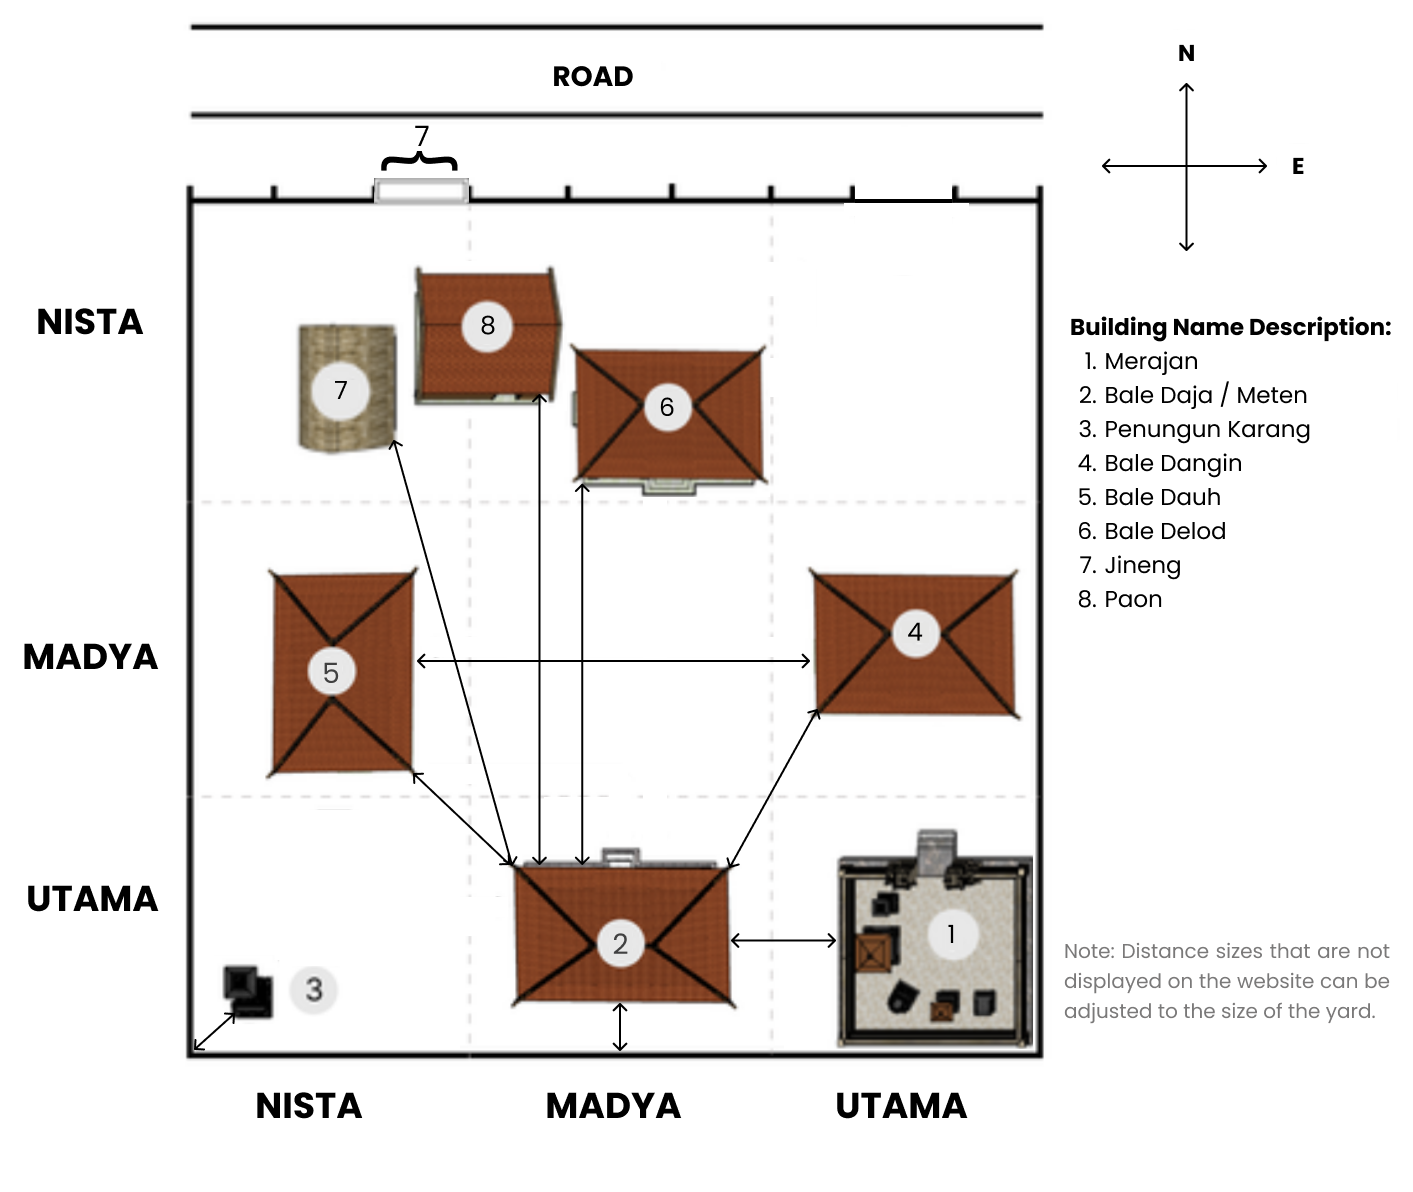 ROAD
N
E
7
NISTA
8
7
6
Building Name Description:
1. Merajan
2. Bale Daja / Meten
3. Penungun Karang
4. Bale Dangin
5. Bale Dauh
6. Bale Delod
7. Jineng
8. Paon
MADYA
5
4
UTAMA
2
1
3
Note: Distance sizes that are not
displayed on the website can be
adjusted to the size of the yard.
NISTA
MADYA
UTAMA